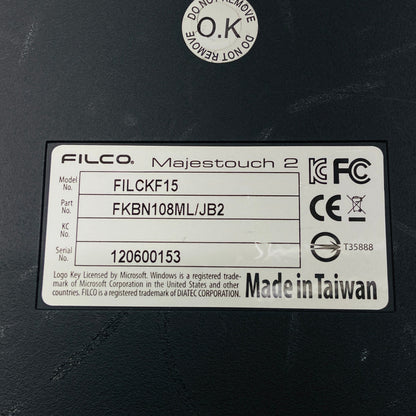 DO NOT REMOVE
O.K
DO NOT REMOVE
FILCO® Majestouch 2
Model No. FILCKF15
Part No. FKBN108ML/JB2
KC No.
Serial No. 120600153
FC
CE
T35888
Logo Key Licensed by Microsoft. Windows is a registered trade-
mark of Microsoft Corporation in the United States and other
countries.
FILCO is a registered trademark of DIATEC CORPORATION.
Made in Taiwan